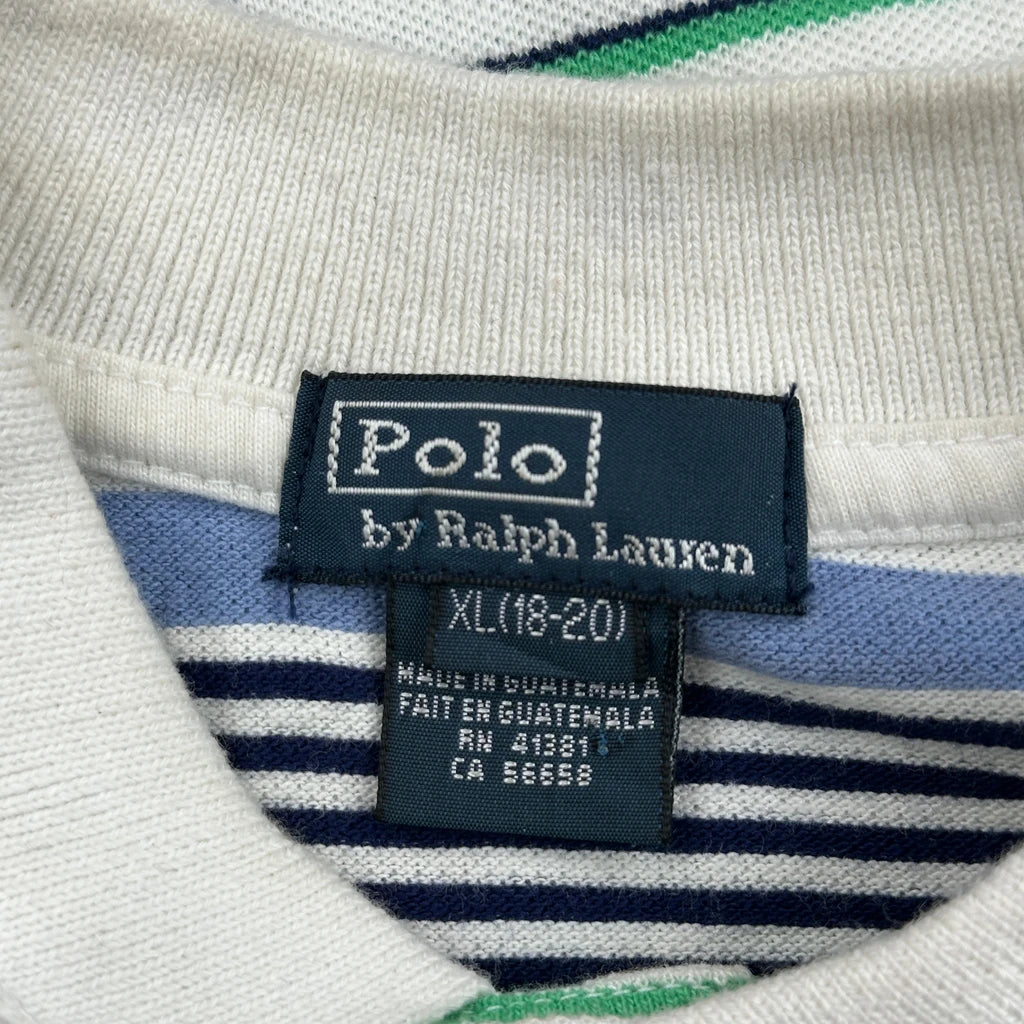 Polo
by Ralph Lauren
XL(18-20)
MADE IN GUATEMALA
FAIT EN GUATEMALA
RN 41381
CA 56658